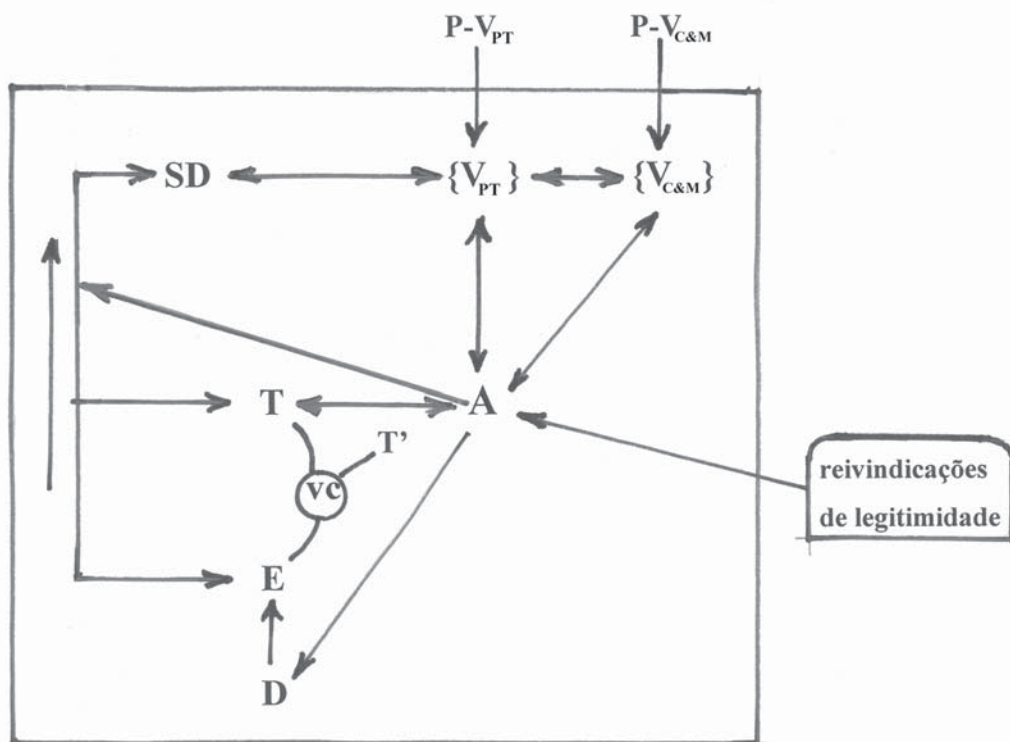 P-V_PT P-V_C&M
SD {V_PT} {V_C&M}
T A
T’
vc
reivindicações
de legitimidade
E
D